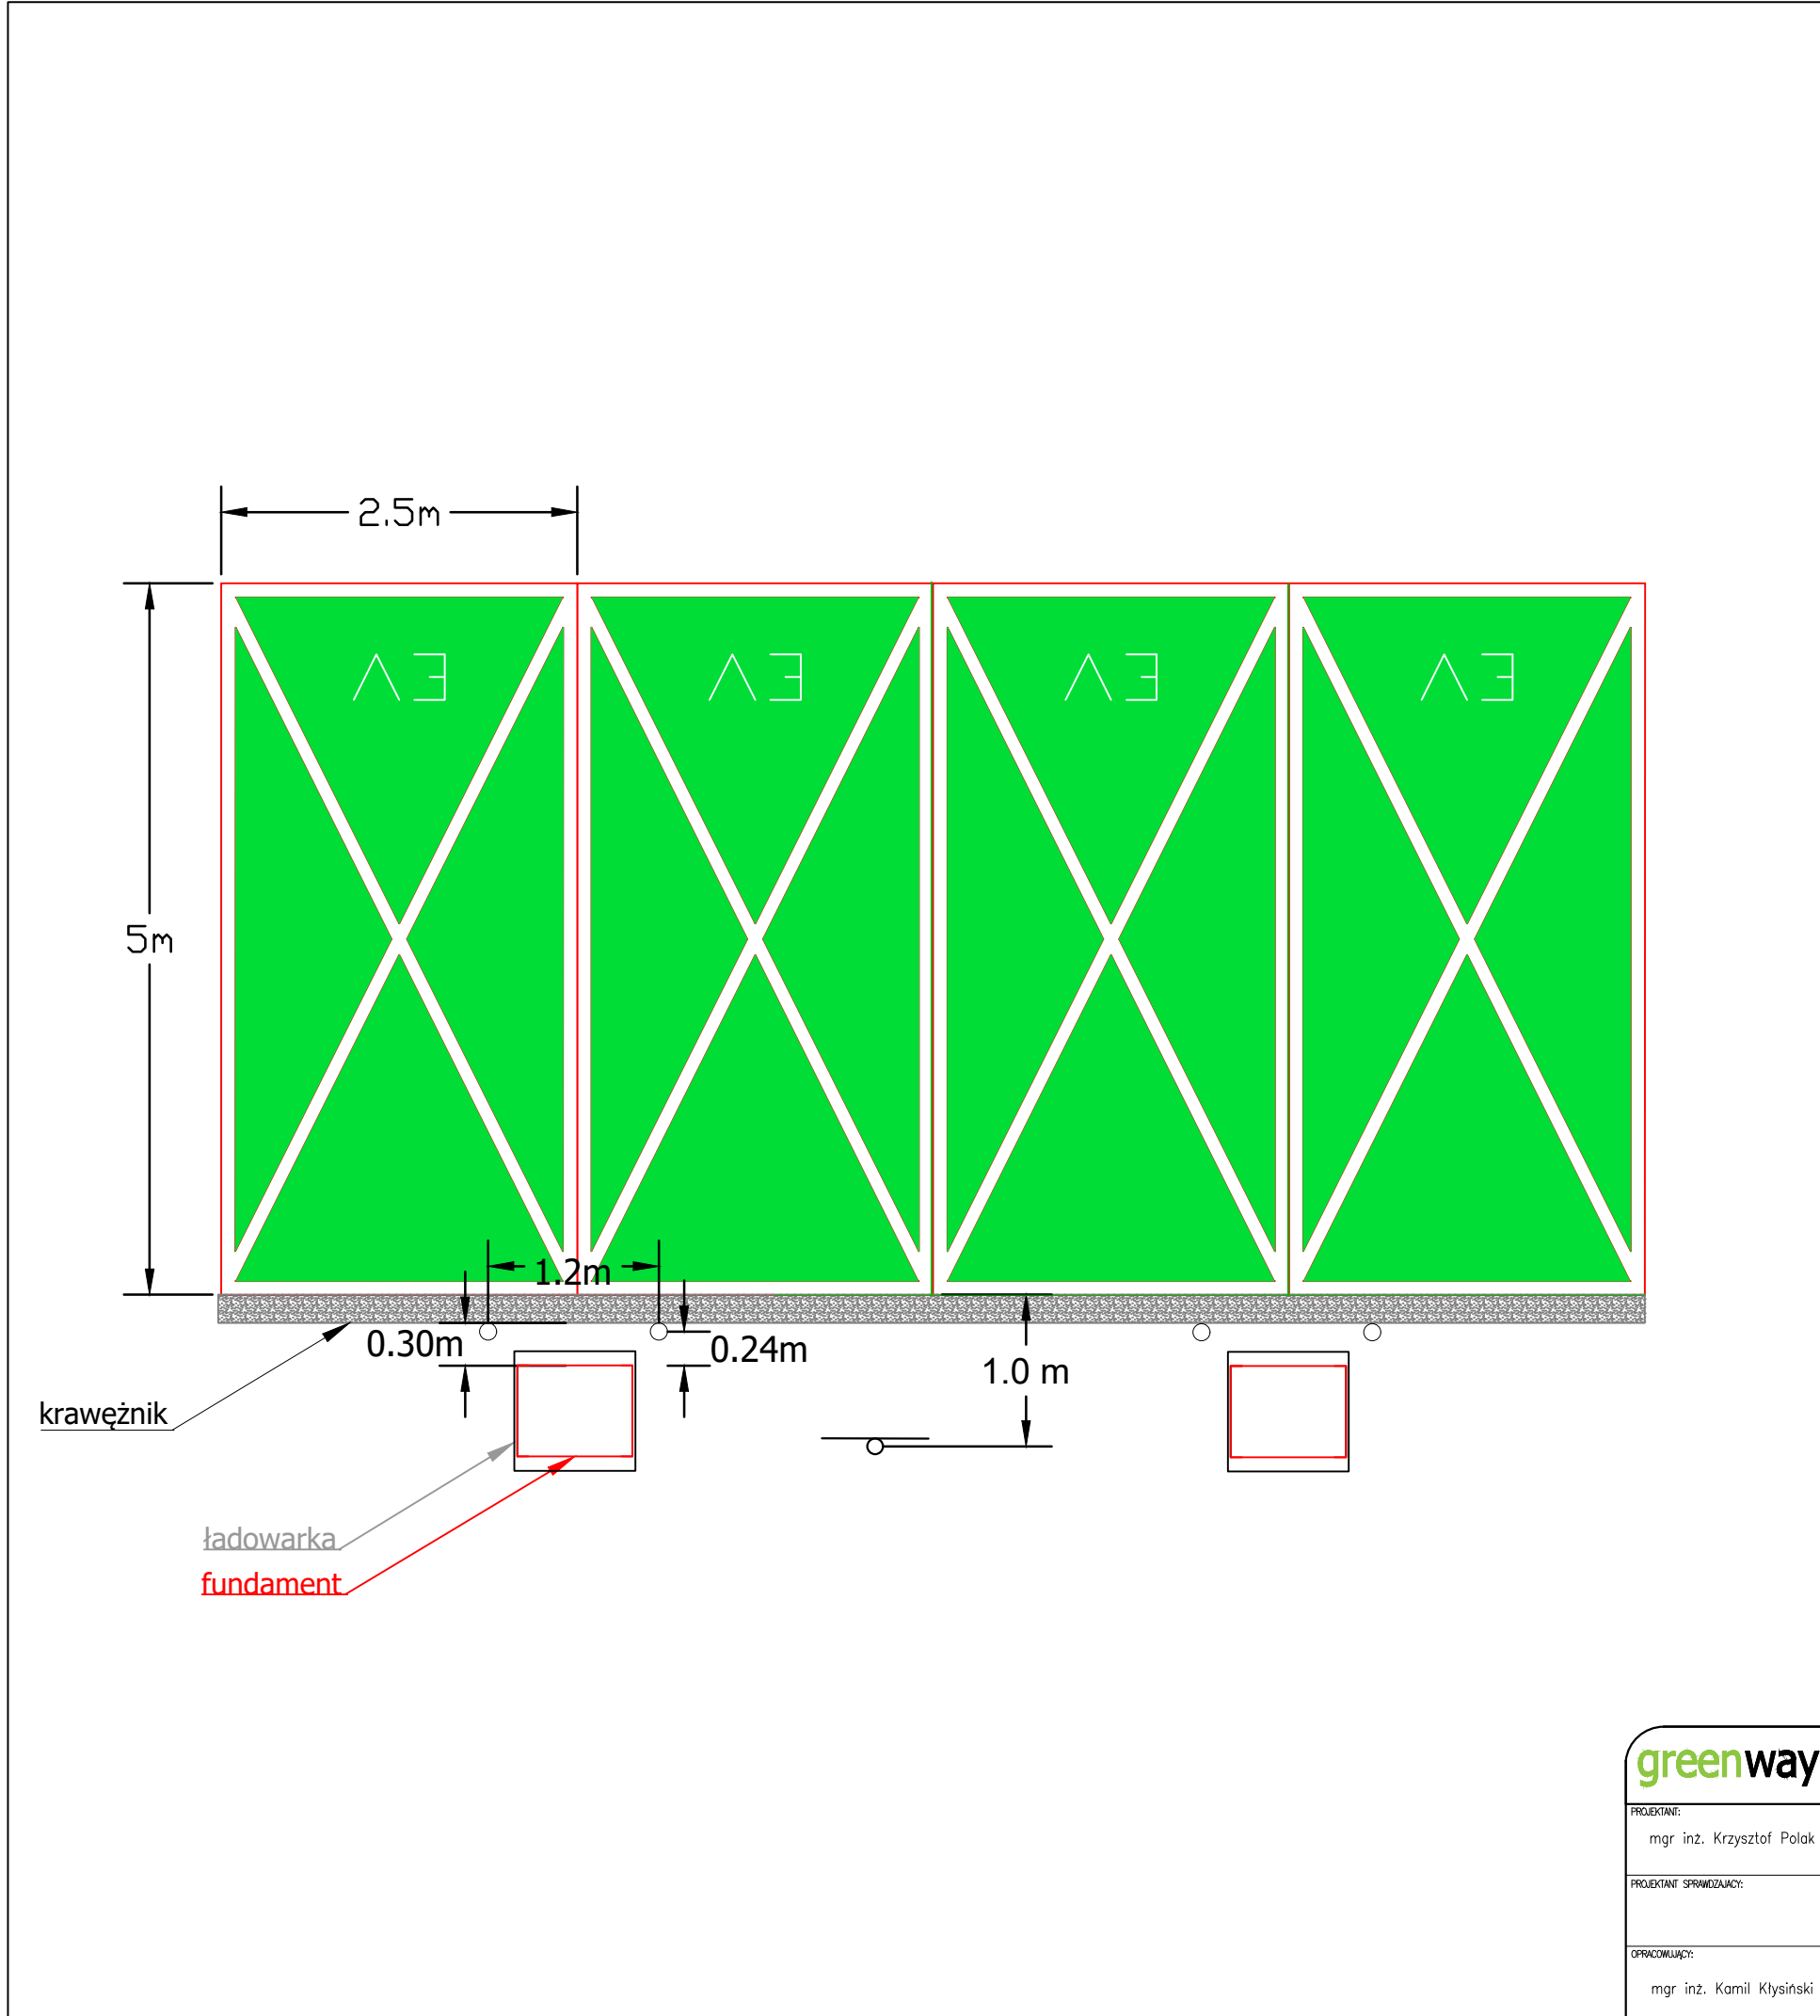 2.5m
EV EV EV EV
5m
1.2m
0.30m
0.24m
1.0 m
krawężnik
ładowarka
fundament
greenway
PROJEKTANT:
mgr inż. Krzysztof Polak
PROJEKTANT SPRAWDZAJACY:
OPRACOWUJĄCY:
mgr inż. Kamil Kłysiński